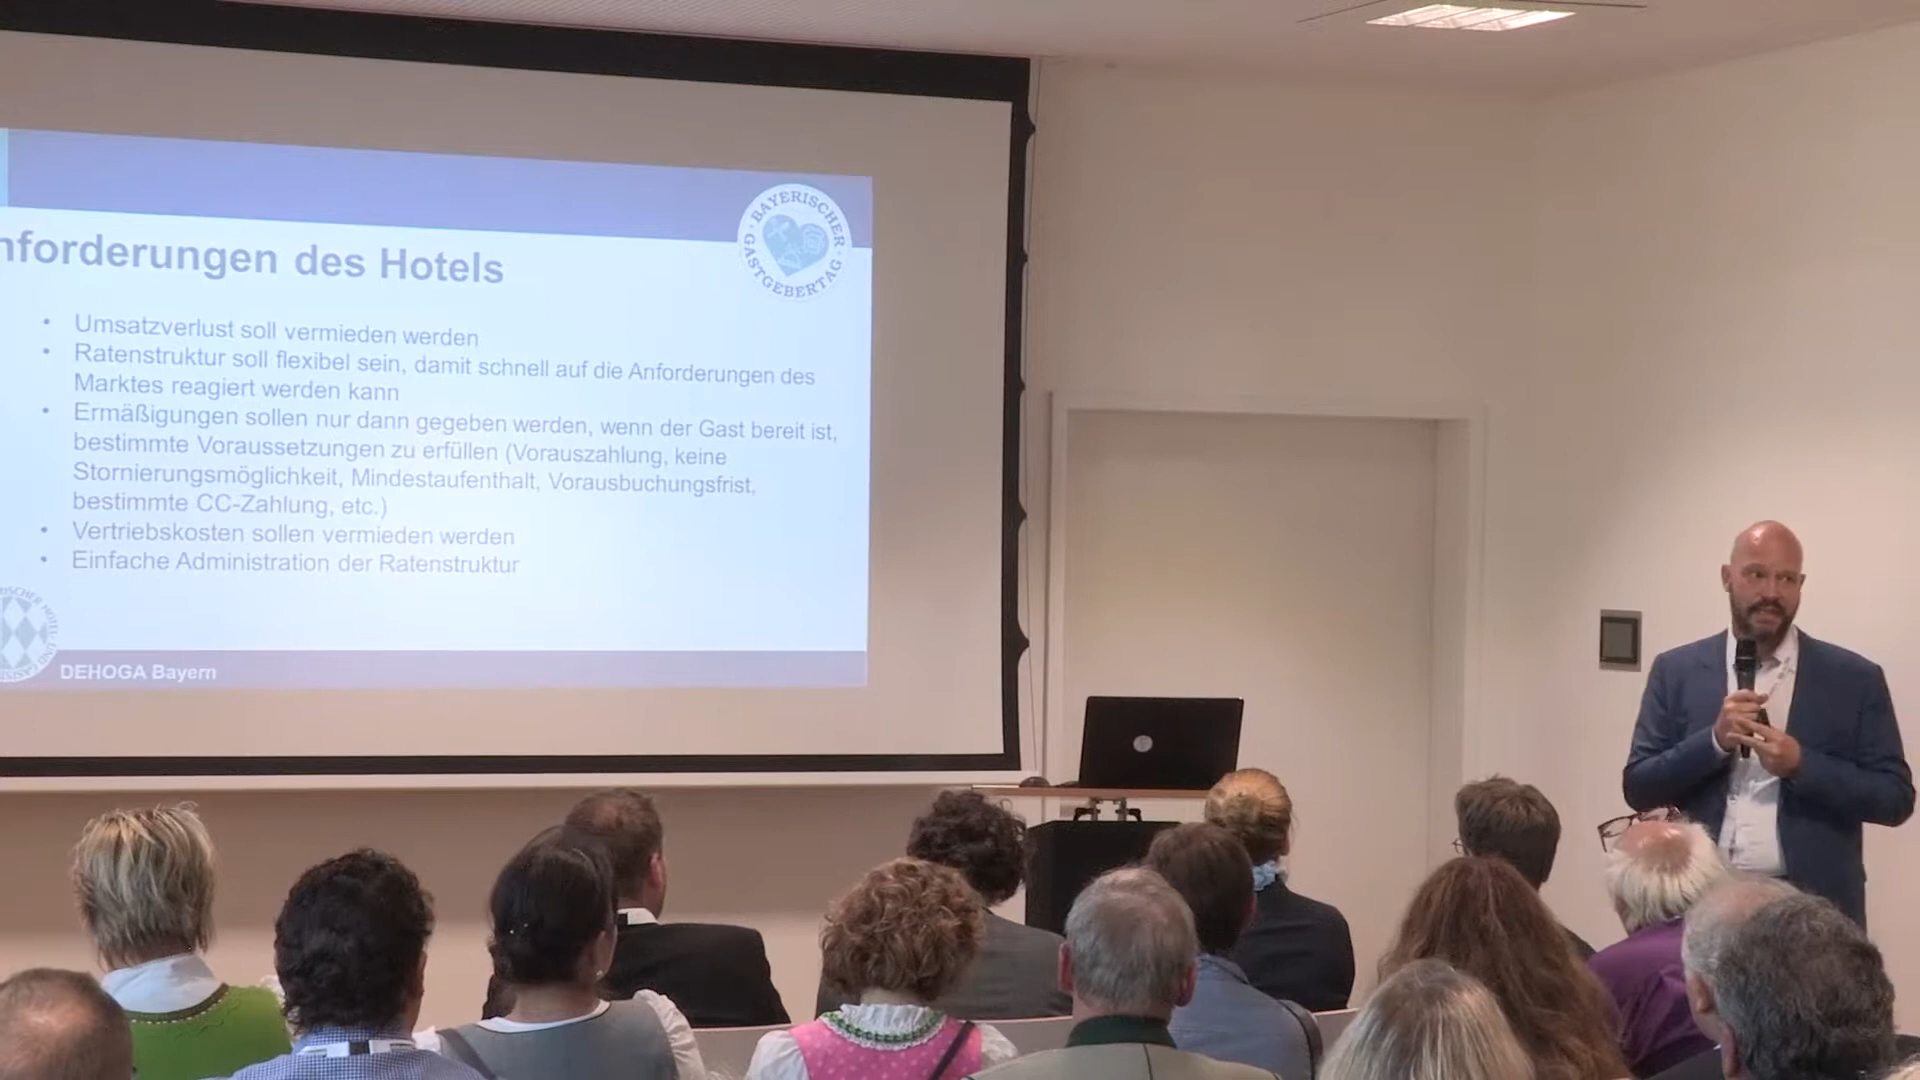 BAYERISCHER
GASTGEBERTAG
nforderungen des Hotels
• Umsatzverlust soll vermieden werden
• Ratenstruktur soll flexibel sein, damit schnell auf die Anforderungen des
Marktes reagiert werden kann
• Ermäßigungen sollen nur dann gegeben werden, wenn der Gast bereit ist,
bestimmte Voraussetzungen zu erfüllen (Vorauszahlung, keine
Stornierungsmöglichkeit, Mindestaufenthalt, Vorausbuchungsfrist,
bestimmte CC-Zahlung, etc.)
• Vertriebskosten sollen vermieden werden
• Einfache Administration der Ratenstruktur
ISCHER HOTEL- UND
DEHOGA Bayern